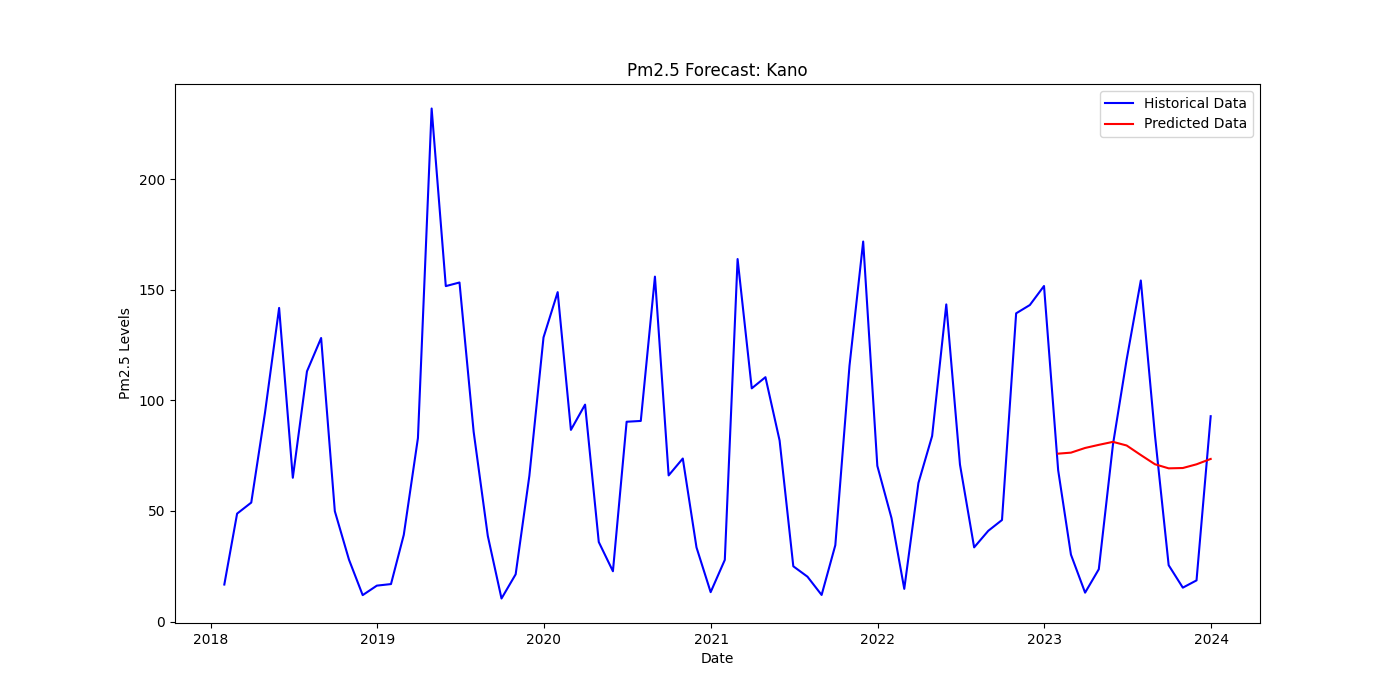 Pm2.5 Forecast: Kano
Historical Data
Predicted Data
Pm2.5 Levels
200
150
100
50
0
2018 2019 2020 2021 2022 2023 2024
Date